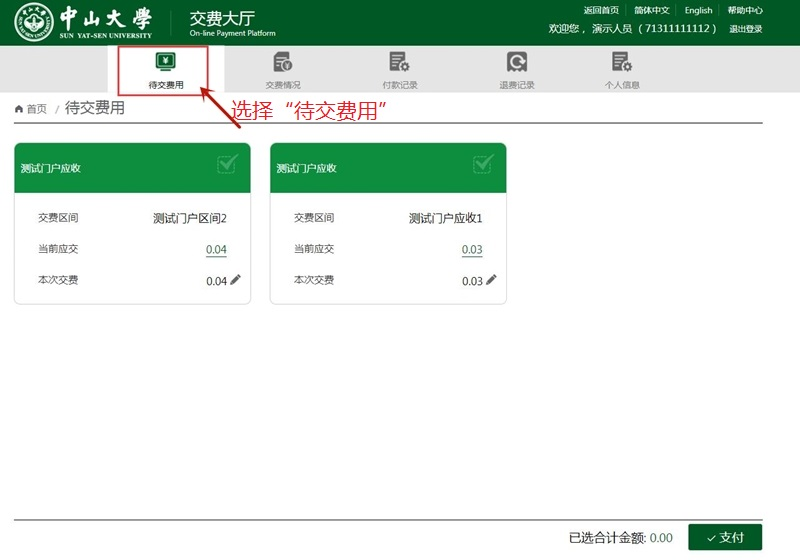 中山大學
SUN YAT-SEN UNIVERSITY
交费大厅
On-line Payment Platform
返回首页 简体中文 English 帮助中心
欢迎您， 演示人员（71311111112） 退出登录
待交费用 交费情况 付款记录 退费记录 个人信息
首页 / 待交费用
选择“待交费用”
测试门户应收
交费区间 测试门户区间2
当前应交 0.04
本次交费 0.04
测试门户应收
交费区间 测试门户应收1
当前应交 0.03
本次交费 0.03
已选合计金额: 0.00 支付